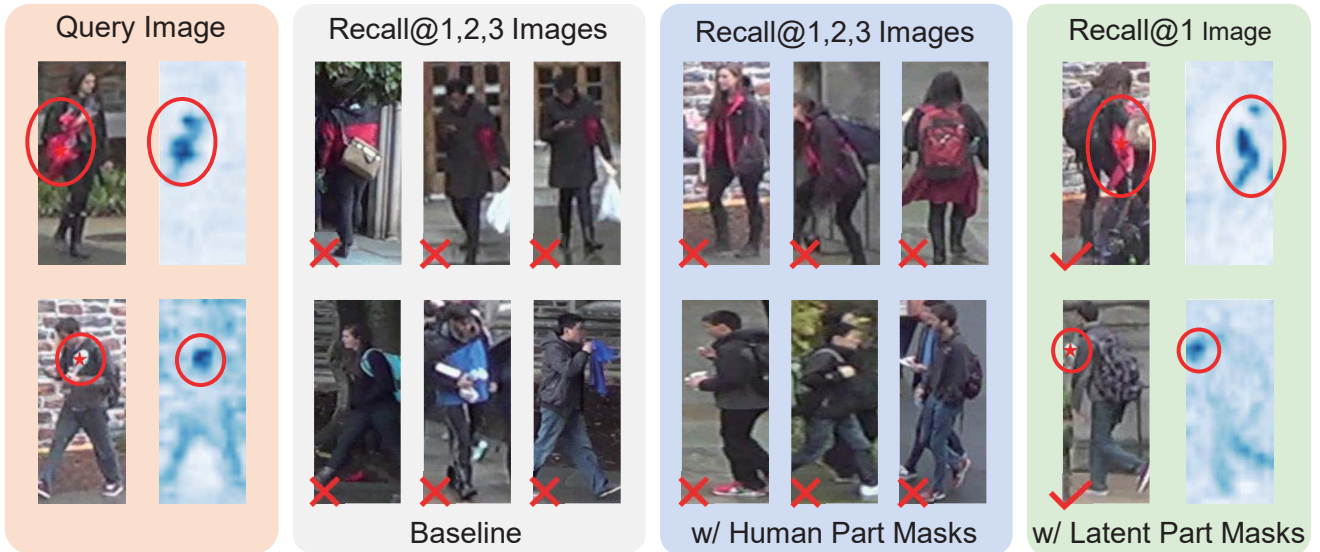 Query Image
Recall@1,2,3 Images
Recall@1,2,3 Images
Recall@1 Image
Baseline
w/ Human Part Masks
w/ Latent Part Masks